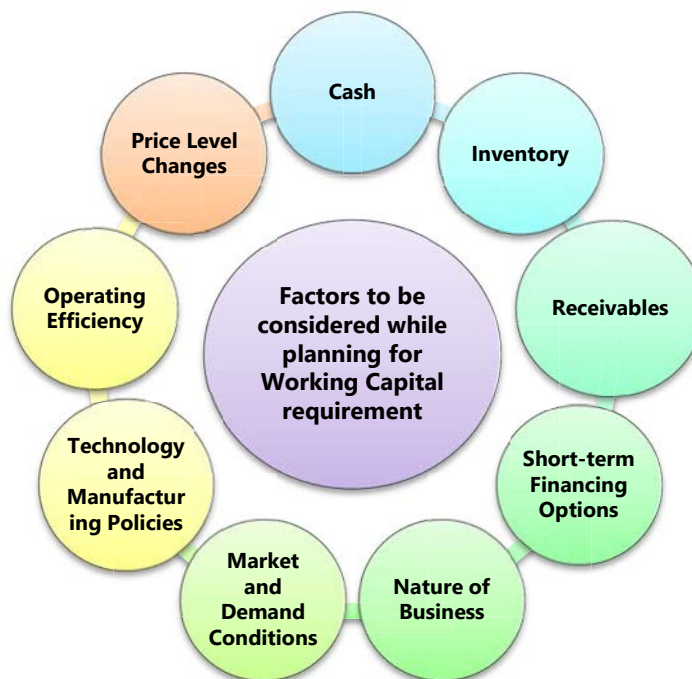 Cash
Inventory
Receivables
Short-term
Financing
Options
Nature of
Business
Market
and
Demand
Conditions
Technology
and
Manufactur
ing Policies
Operating
Efficiency
Price Level
Changes
Factors to be
considered while
planning for
Working Capital
requirement